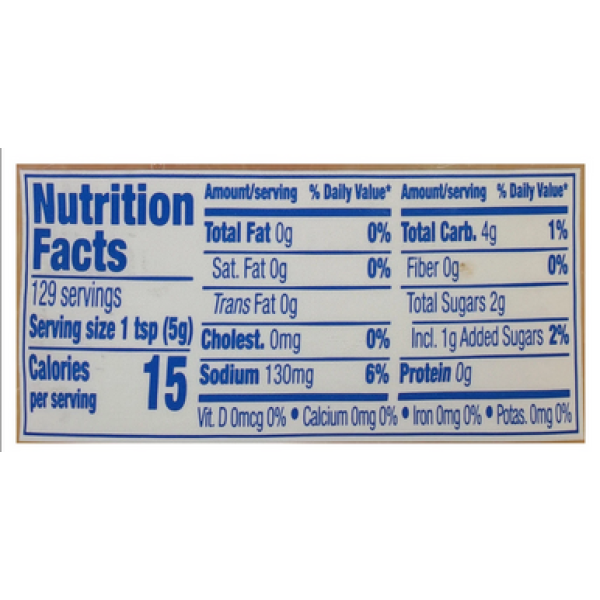 Nutrition
Facts
129 servings
Serving size 1 tsp (5g)
Calories
per serving
15
Amount/serving % Daily Value*
Total Fat 0g 0%
Sat. Fat 0g 0%
Trans Fat 0g
Cholest. 0mg 0%
Sodium 130mg 6%
Amount/serving % Daily Value*
Total Carb. 4g 1%
Fiber 0g 0%
Total Sugars 2g
Incl. 1g Added Sugars 2%
Protein 0g
Vit. D 0mcg 0% • Calcium 0mg 0% • Iron 0mg 0% • Potas. 0mg 0%